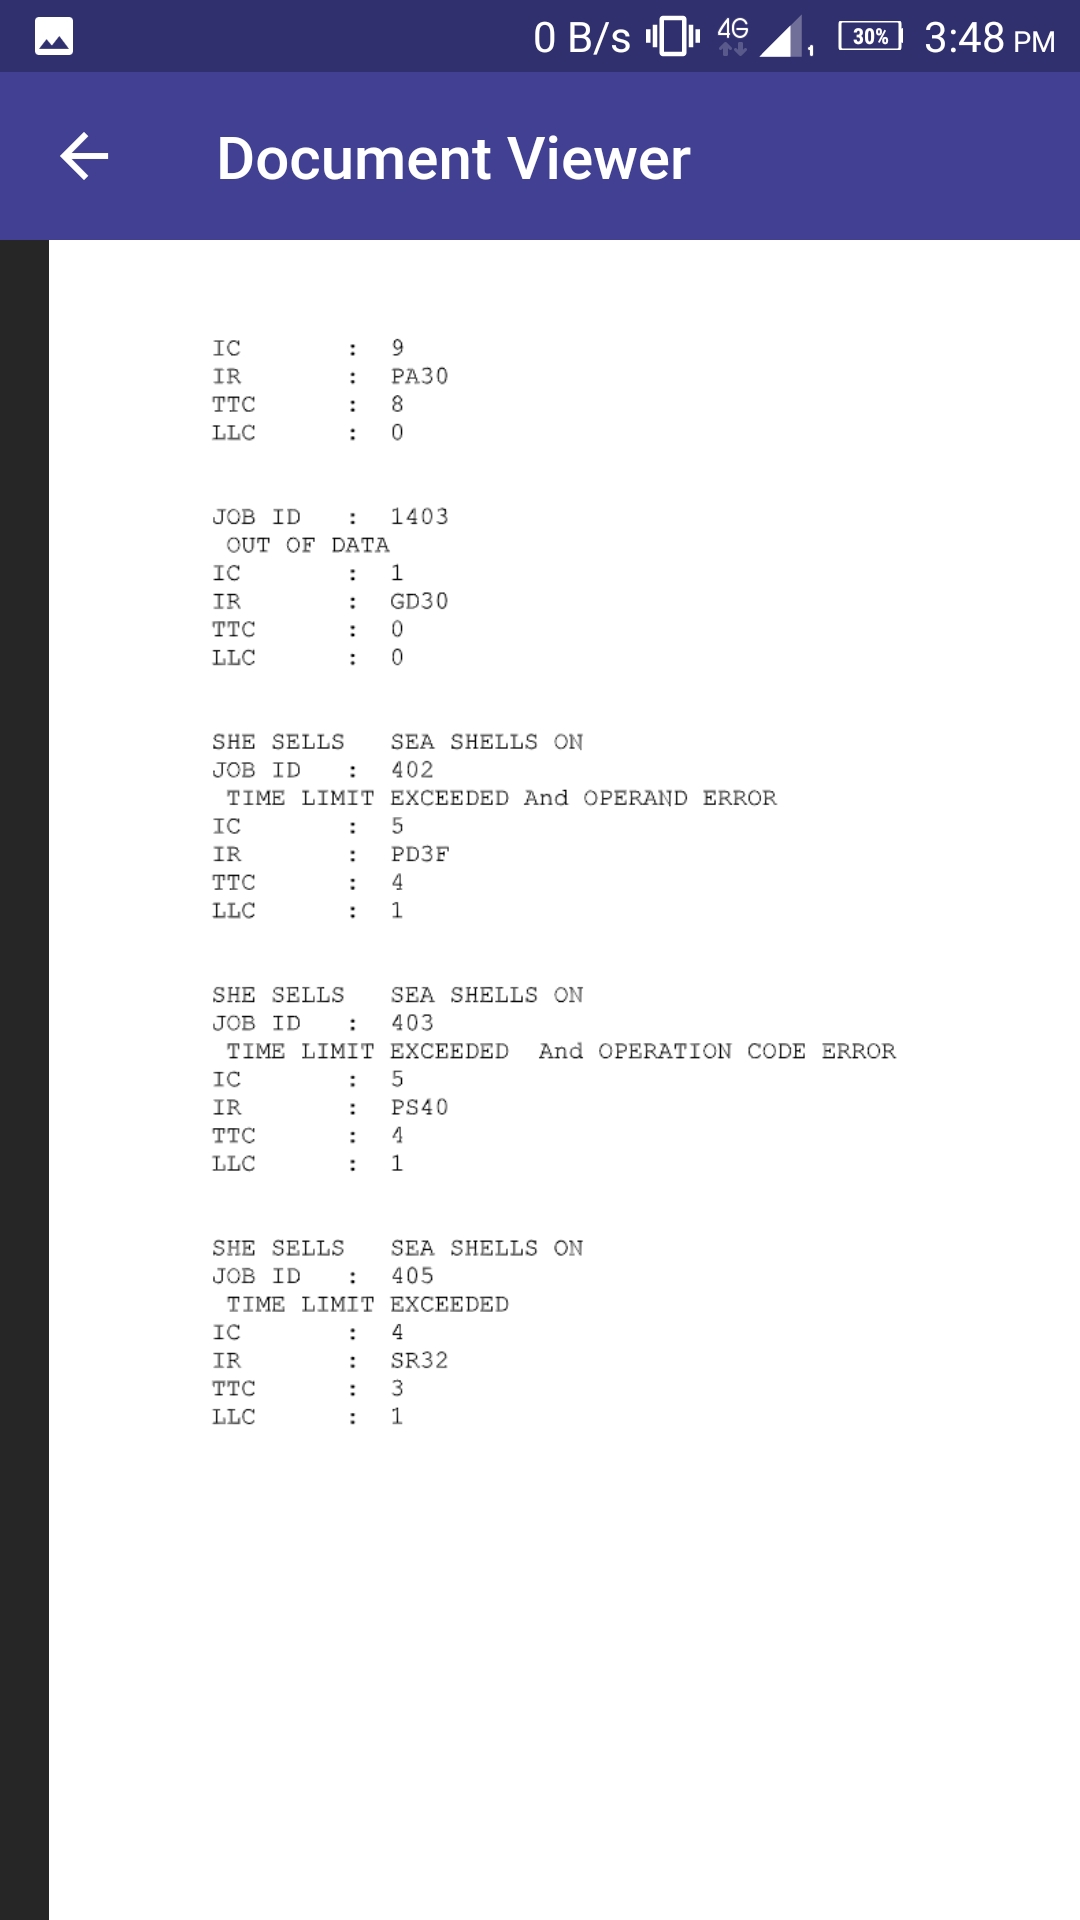 0 B/s 4G 1 30% 3:48 PM
Document Viewer
IC : 9
IR : PA30
TTC : 8
LLC : 0
JOB ID : 1403
OUT OF DATA
IC : 1
IR : GD30
TTC : 0
LLC : 0
SHE SELLS SEA SHELLS ON
JOB ID : 402
TIME LIMIT EXCEEDED And OPERAND ERROR
IC : 5
IR : PD3F
TTC : 4
LLC : 1
SHE SELLS SEA SHELLS ON
JOB ID : 403
TIME LIMIT EXCEEDED And OPERATION CODE ERROR
IC : 5
IR : PS40
TTC : 4
LLC : 1
SHE SELLS SEA SHELLS ON
JOB ID : 405
TIME LIMIT EXCEEDED
IC : 4
IR : SR32
TTC : 3
LLC : 1